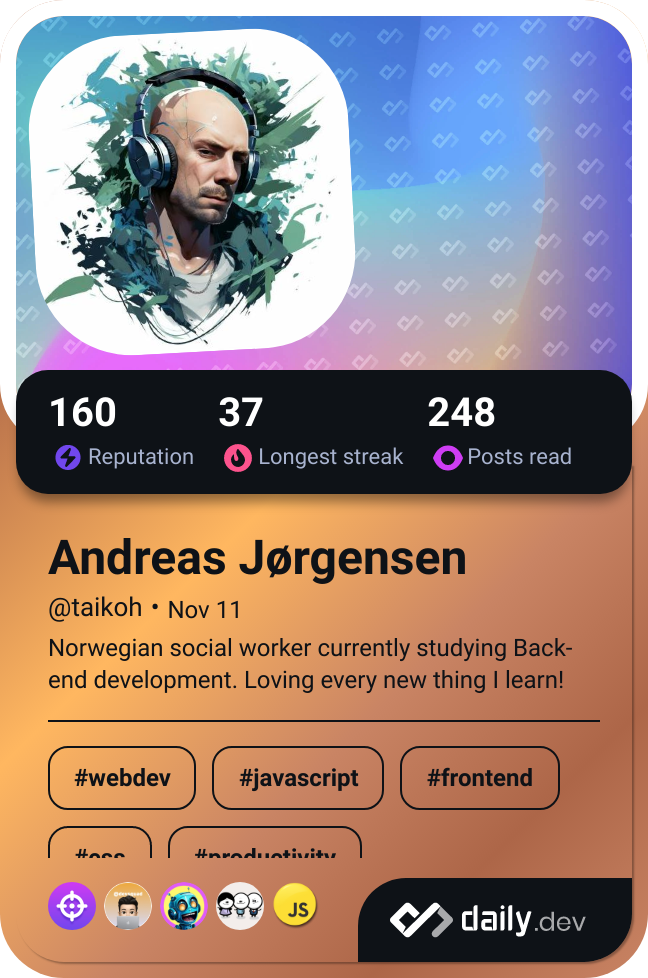 160 37 248
Reputation Longest streak Posts read
Andreas Jørgensen
@taikoh • Nov 11
Norwegian social worker currently studying Back-
end development. Loving every new thing I learn!
#webdev #javascript #frontend
#css #productivity
JS
daily.dev